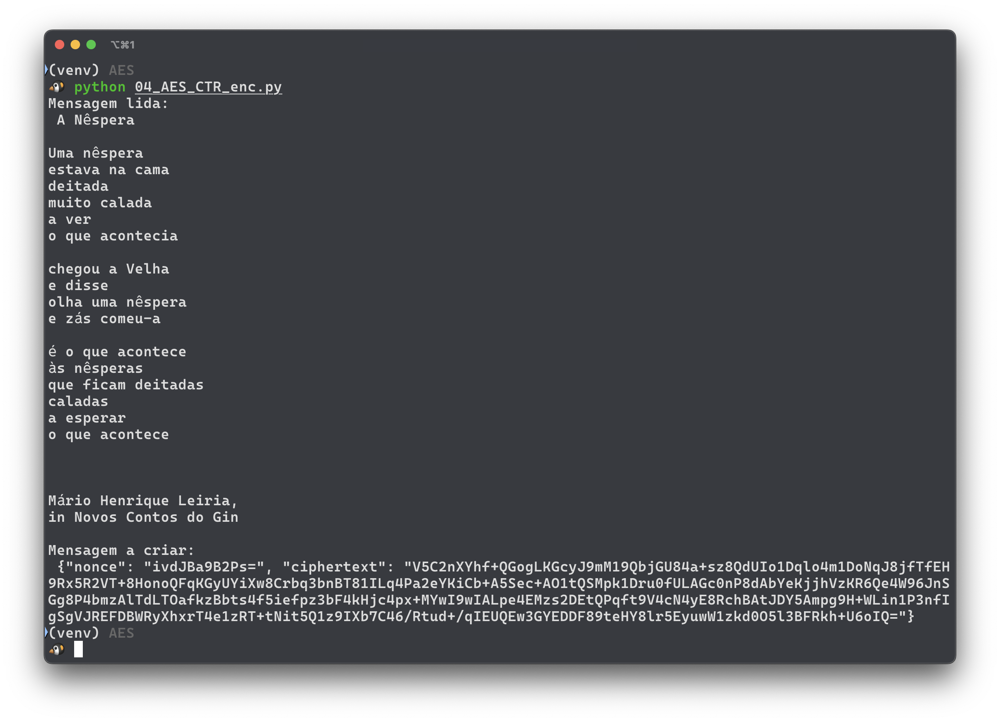 ⌥⌘1
(venv) AES
python 04_AES_CTR_enc.py
Mensagem lida:
A Nêspera
Uma nêspera
estava na cama
deitada
muito calada
a ver
o que acontecia
chegou a Velha
e disse
olha uma nêspera
e zás comeu-a
é o que acontece
às nêsperas
que ficam deitadas
caladas
a esperar
o que acontece
Mário Henrique Leiria,
in Novos Contos do Gin
Mensagem a criar:
{"nonce": "ivdJBa9B2Ps=", "ciphertext": "V5C2nXYhf+QGogLKGcyJ9mM19QbjGU84a+sz8QdUIo1Dqlo4m1DoNqJ8jfTfEH
9Rx5R2VT+8HonoQFqKGyUYiXw8Crbq3bnBT81ILq4Pa2eYKiCb+A5Sec+AO1tQSMpk1Dru0fULAGc0nP8dAbYeKjjhVzKR6Qe4W96JnS
Gg8P4bmzAlTdLTOafkzBbts4f5iefpz3bF4kHjc4px+MYwI9wIALpe4EMzs2DEtQPqft9V4cN4yE8RchBAtJDY5Ampg9H+WLin1P3nfI
gSgVJREFDBWRyXhxrT4e1zRT+tNit5Q1z9IXb7C46/Rtud+/qIEUQEw3GYEDDF89teHY8lr5EyuwW1zkd0O5l3BFRkh+U6oIQ="}
(venv) AES